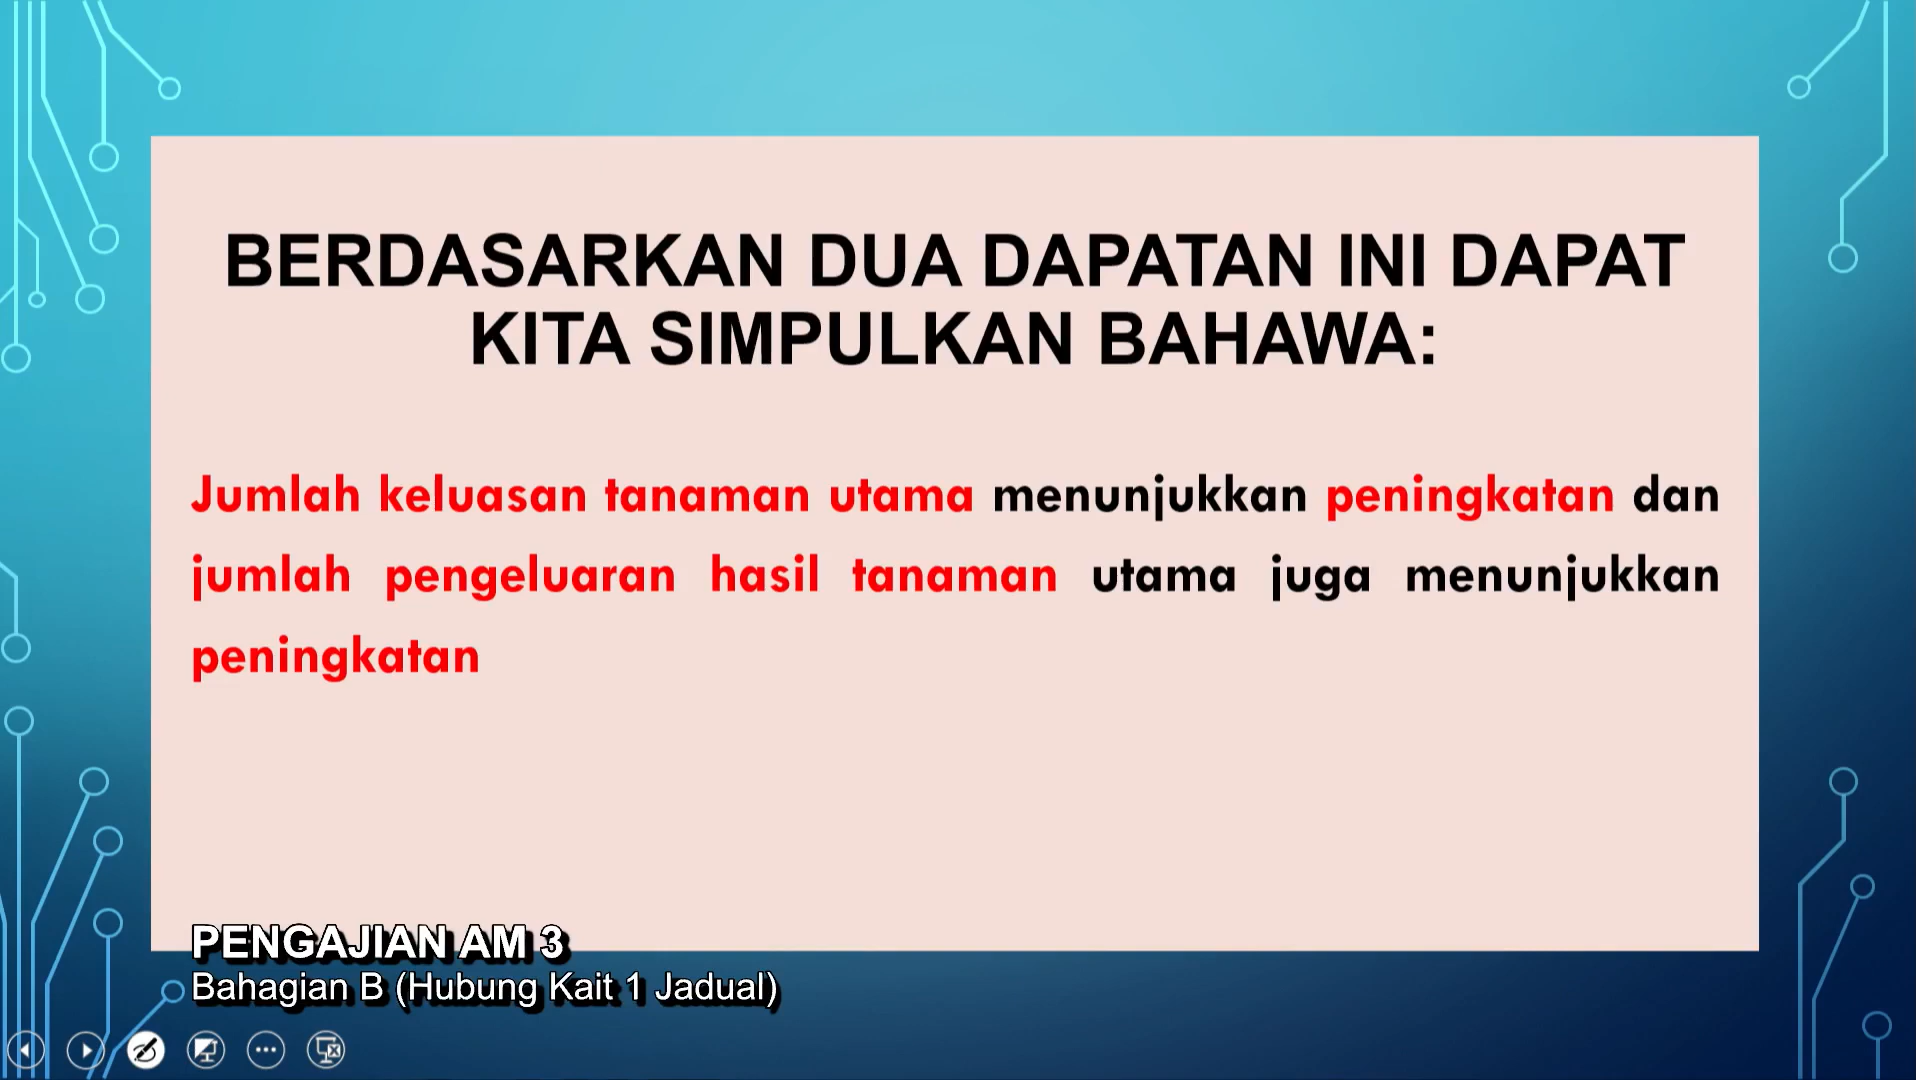 BERDASARKAN DUA DAPATAN INI DAPAT
KITA SIMPULKAN BAHAWA:
Jumlah keluasan tanaman utama menunjukkan peningkatan dan
jumlah pengeluaran hasil tanaman utama juga menunjukkan
peningkatan
PENGAJIAN AM 3
Bahagian B (Hubung Kait 1 Jadual)